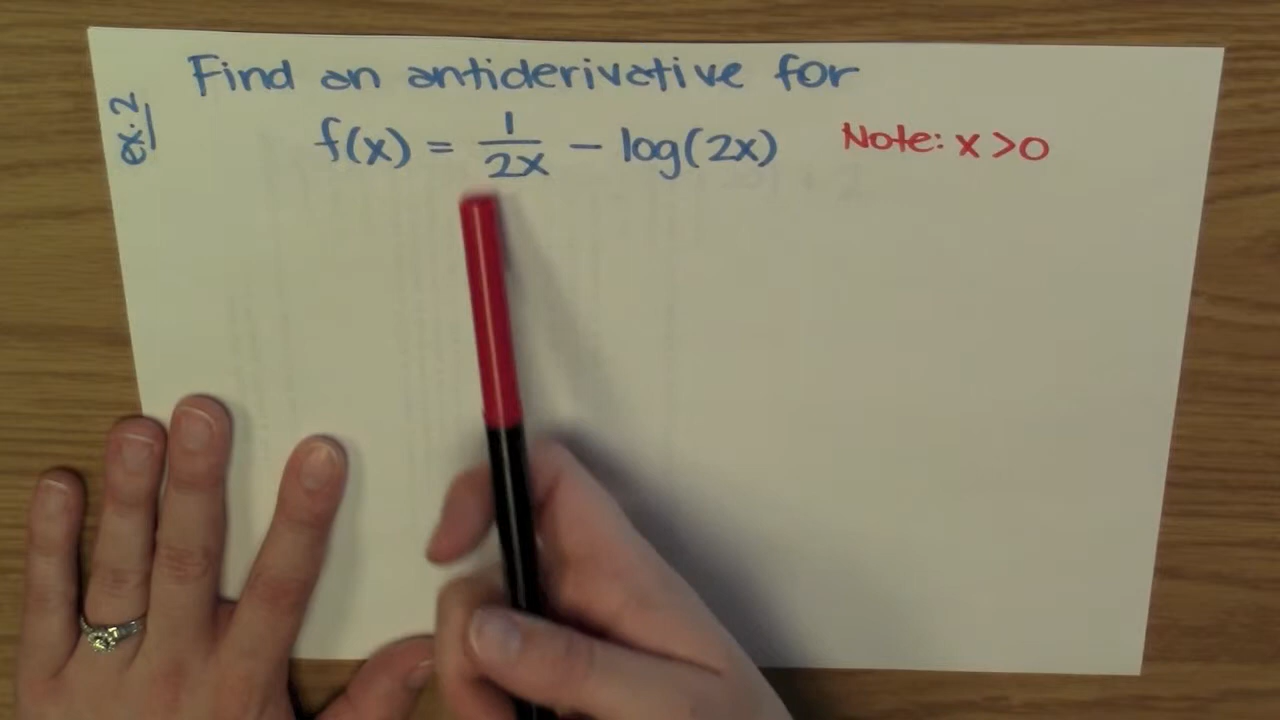 ex. 2
Find an antiderivative for
f(x) = 1/2x - log(2x) Note: x > 0